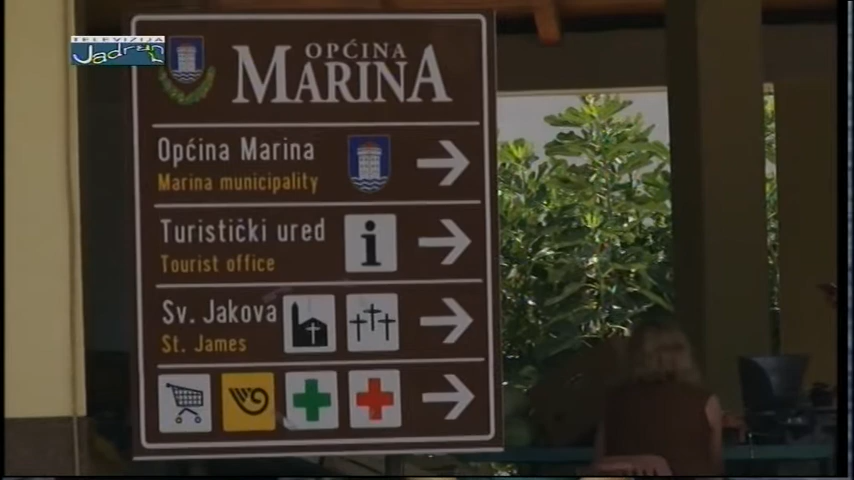 TELEVIZIJA
Jadran
OPĆINA
MARINA
Općina Marina
Marina municipality
Turistički ured
Tourist office
i
Sv. Jakova
St. James